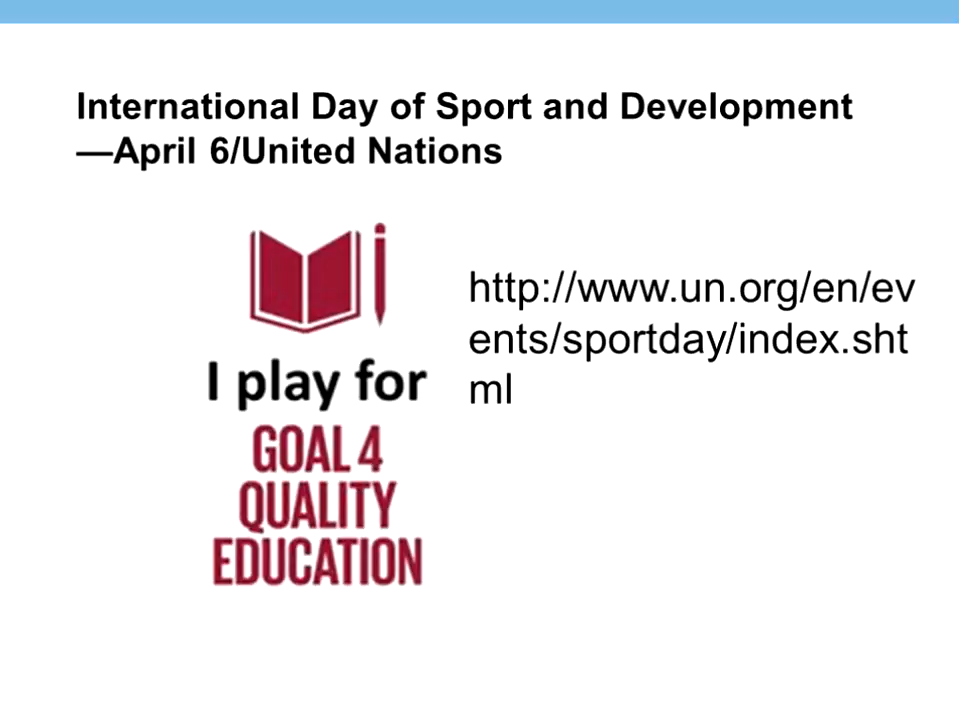 International Day of Sport and Development
—April 6/United Nations
I play for
GOAL 4
QUALITY
EDUCATION
http://www.un.org/en/ev
ents/sportday/index.sht
ml